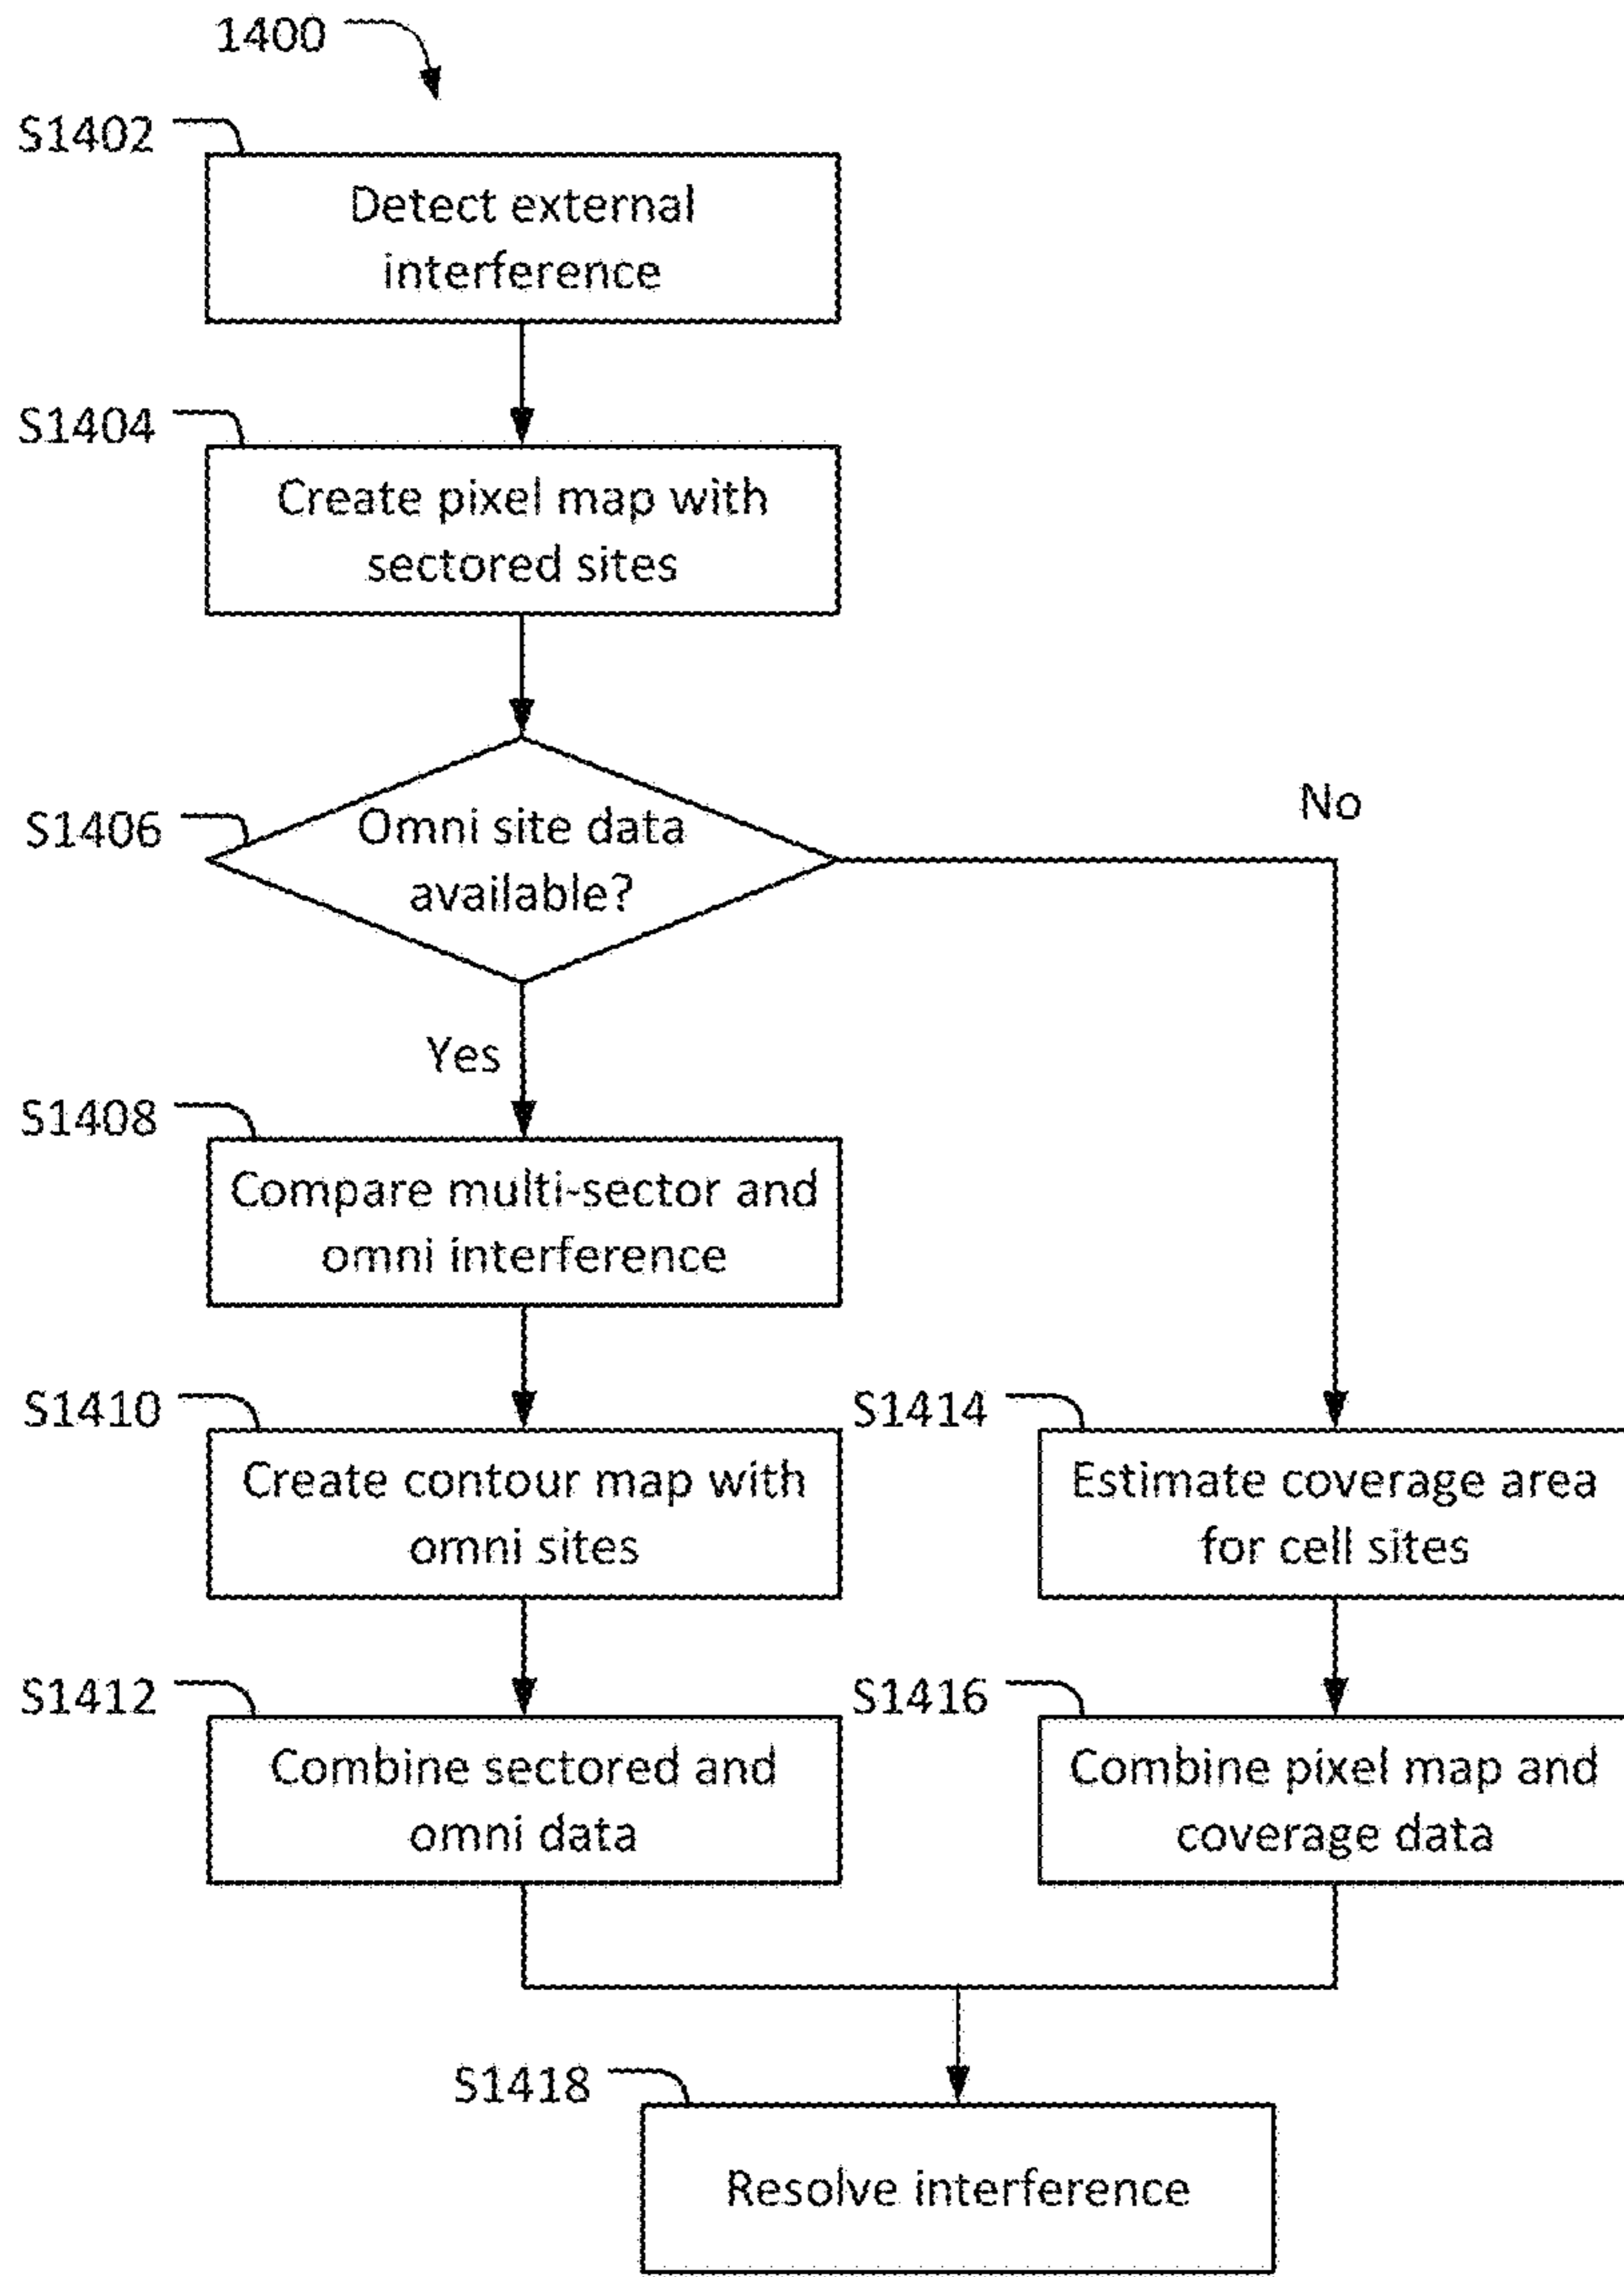 1400
S1402
Detect external
interference
S1404
Create pixel map with
sectored sites
S1406
Omni site data
available?
No
Yes
S1408
Compare multi-sector and
omni interference
S1410
Create contour map with
omni sites
S1414
Estimate coverage area
for cell sites
S1412
Combine sectored and
omni data
S1416
Combine pixel map and
coverage data
S1418
Resolve interference